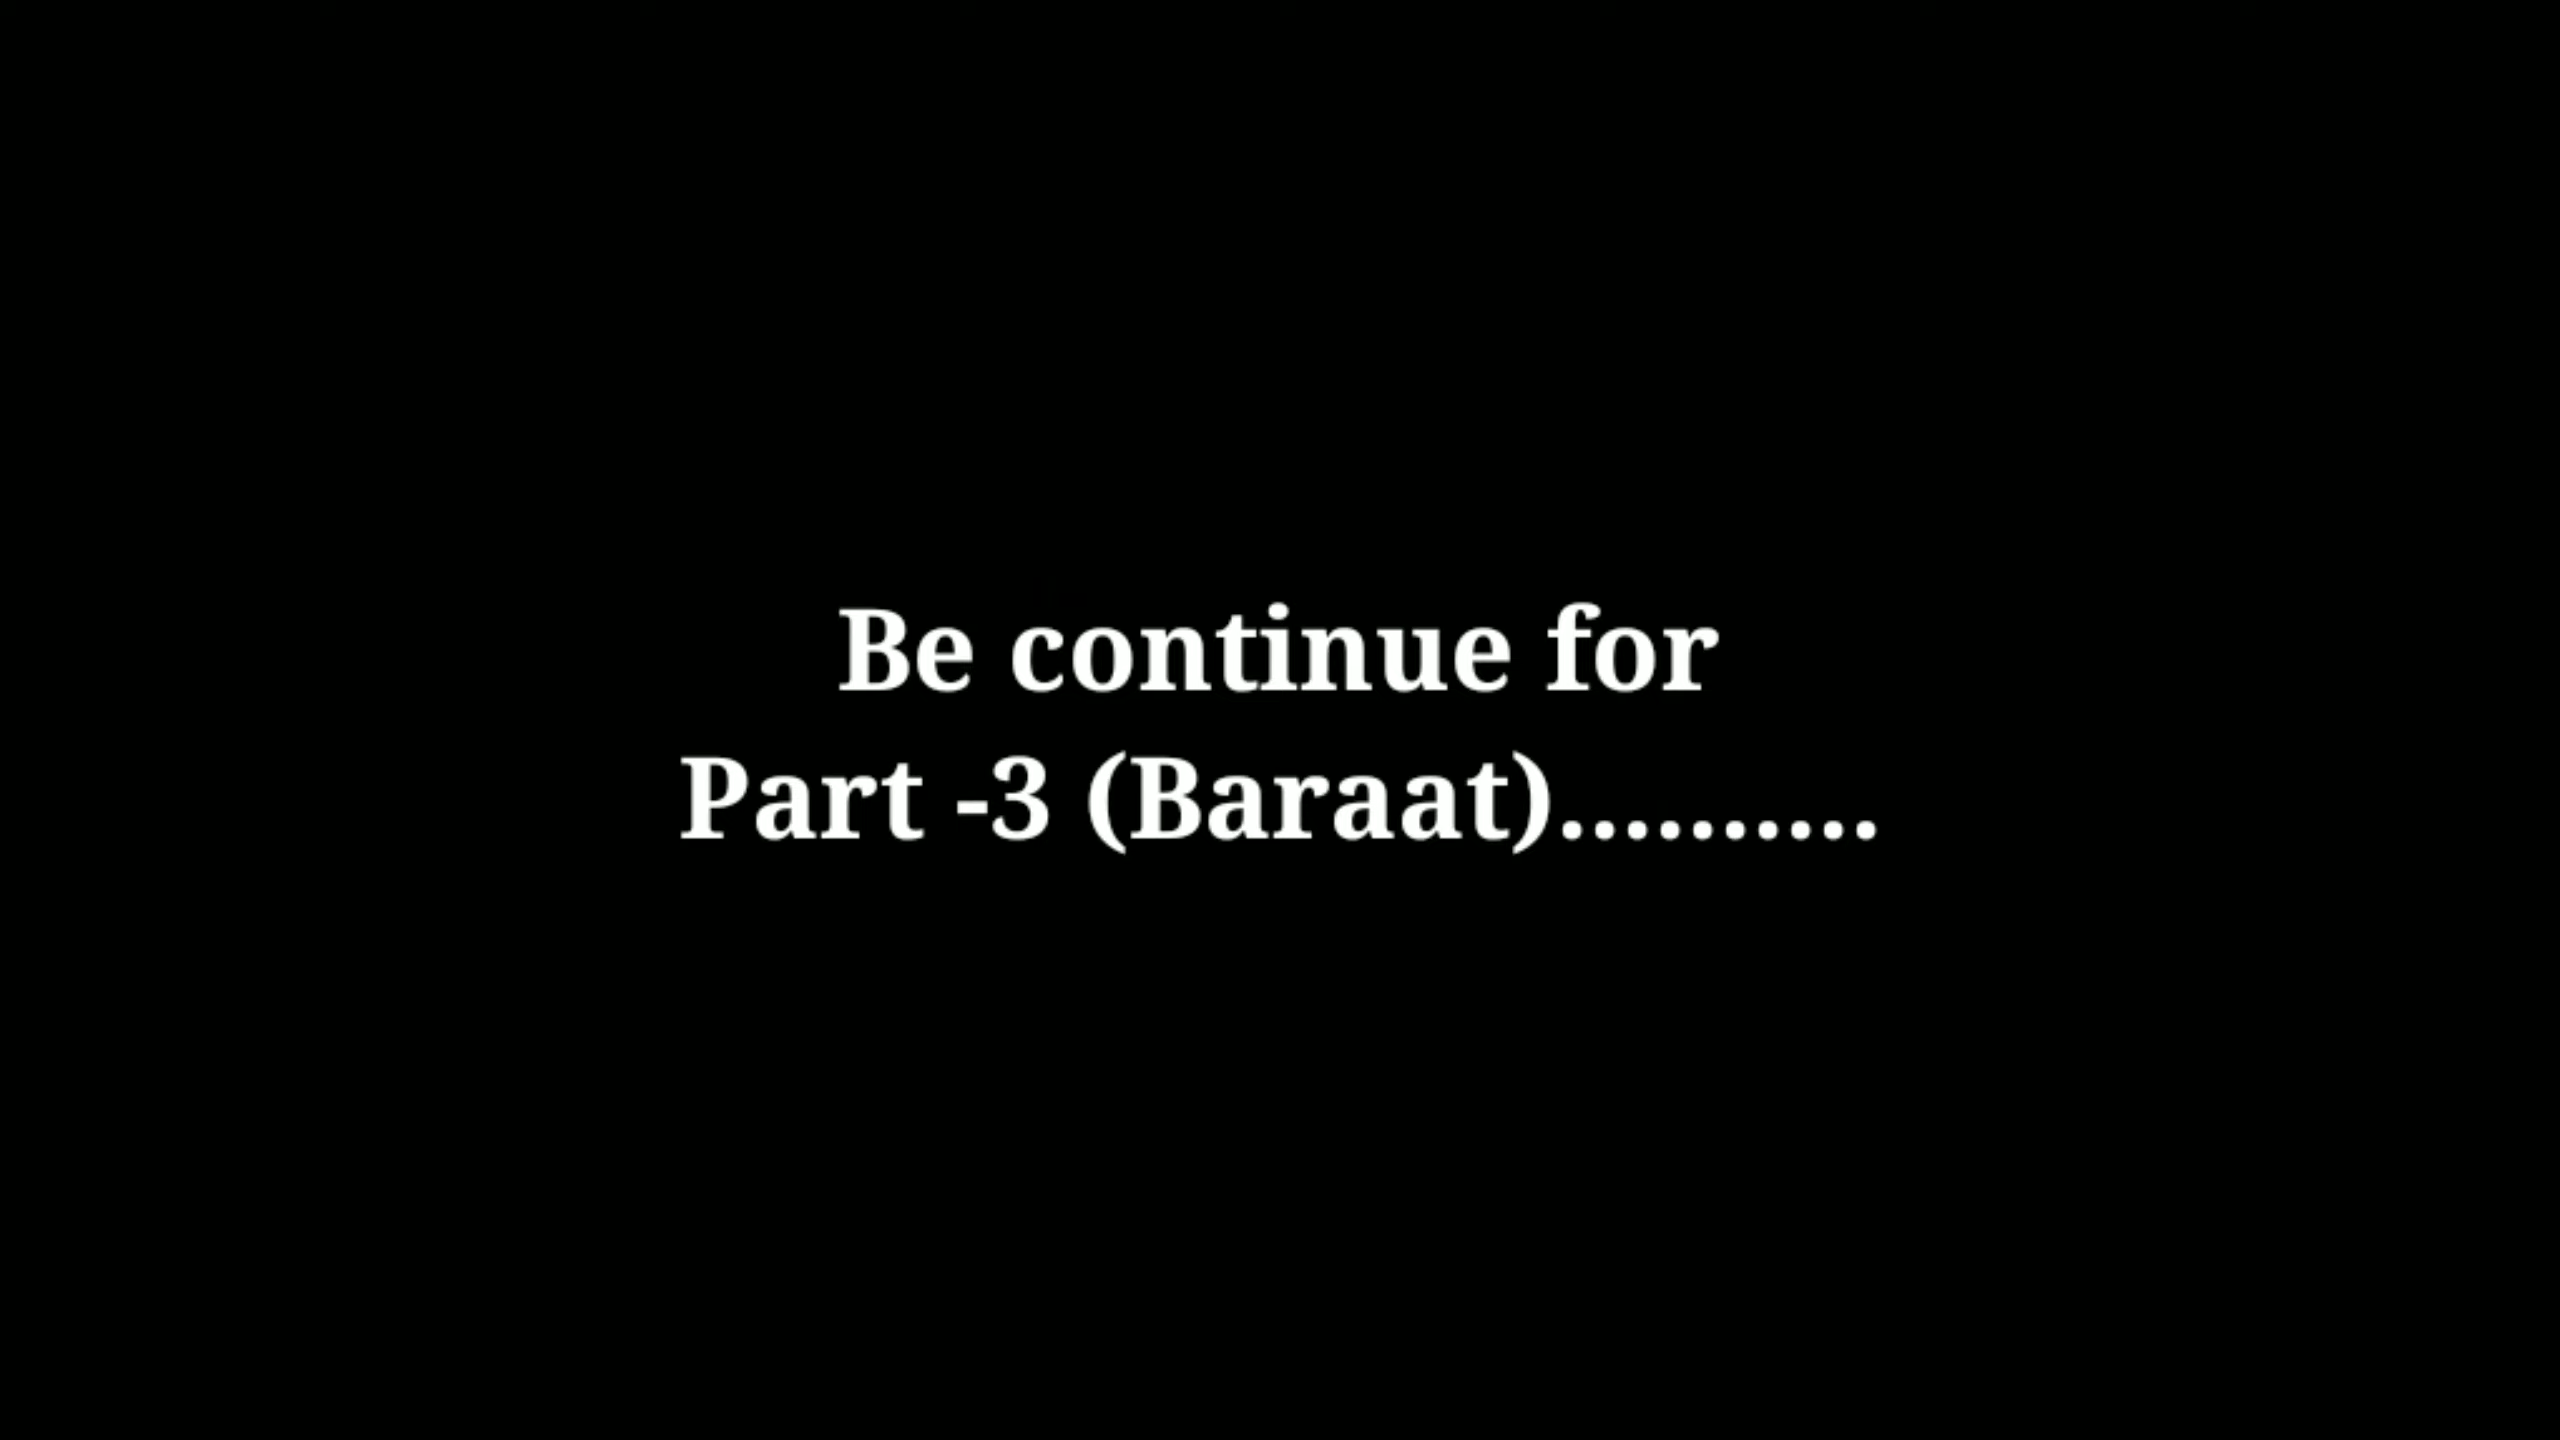 Be continue for
Part -3 (Baraat)..........